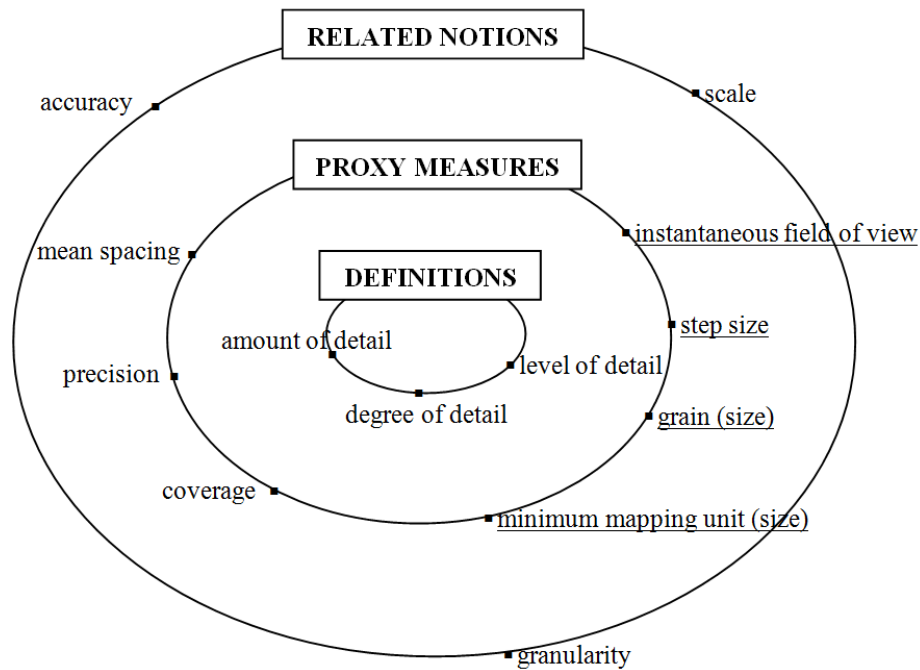 RELATED NOTIONS
accuracy
scale
PROXY MEASURES
mean spacing
instantaneous field of view
DEFINITIONS
step size
amount of detail
level of detail
precision
degree of detail
grain (size)
coverage
minimum mapping unit (size)
granularity